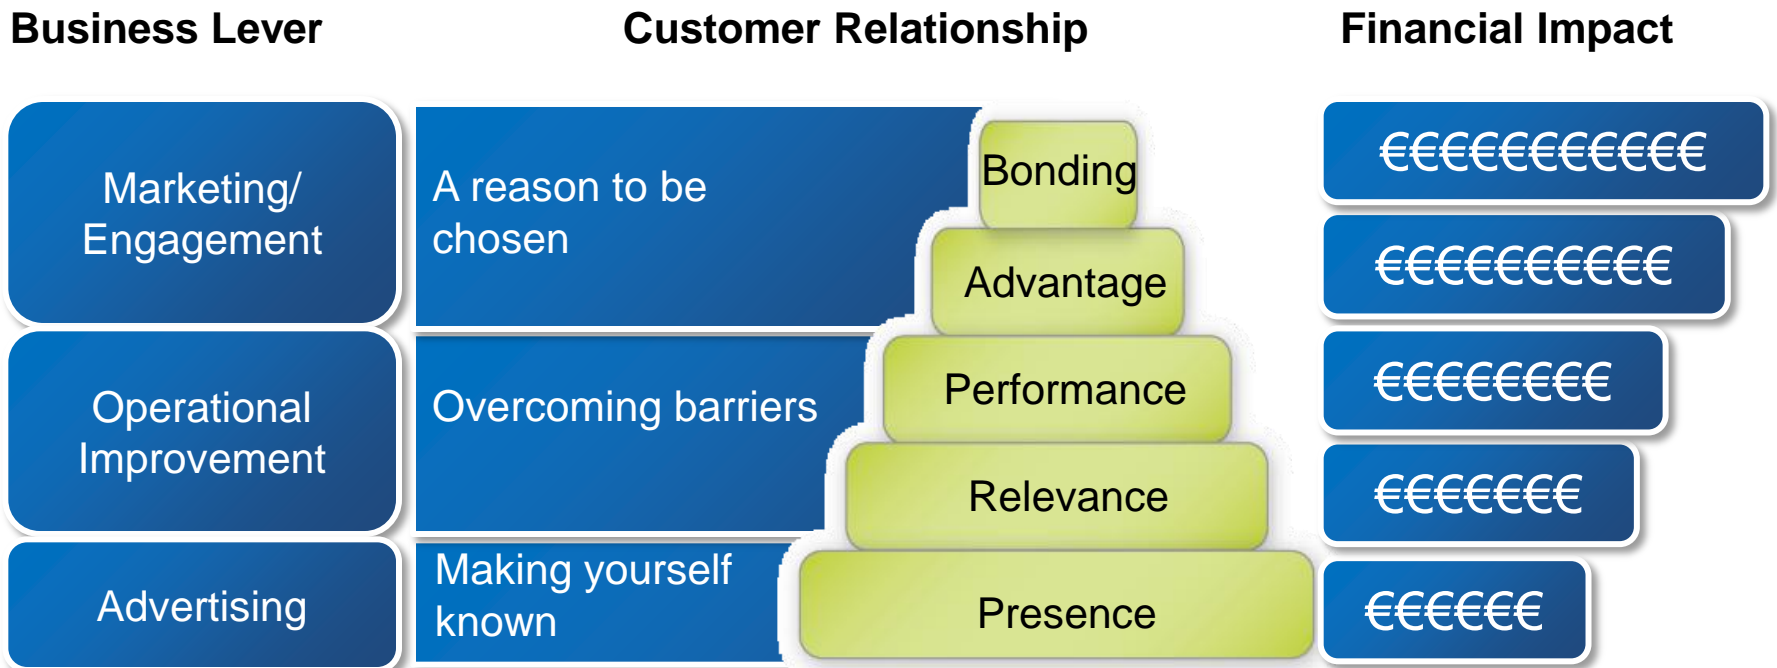 Business Lever
Customer Relationship
Financial Impact
Marketing/
Engagement
A reason to be
chosen
Bonding
€€€€€€€€€€€
Advantage
€€€€€€€€€€
Operational
Improvement
Overcoming barriers
Performance
€€€€€€€€
Relevance
€€€€€€€
Advertising
Making yourself
known
Presence
€€€€€€